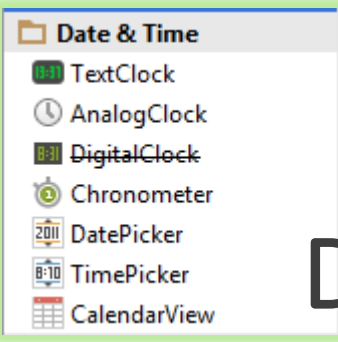 Date & Time
TextClock
AnalogClock
DigitalClock
Chronometer
DatePicker
TimePicker
CalendarView